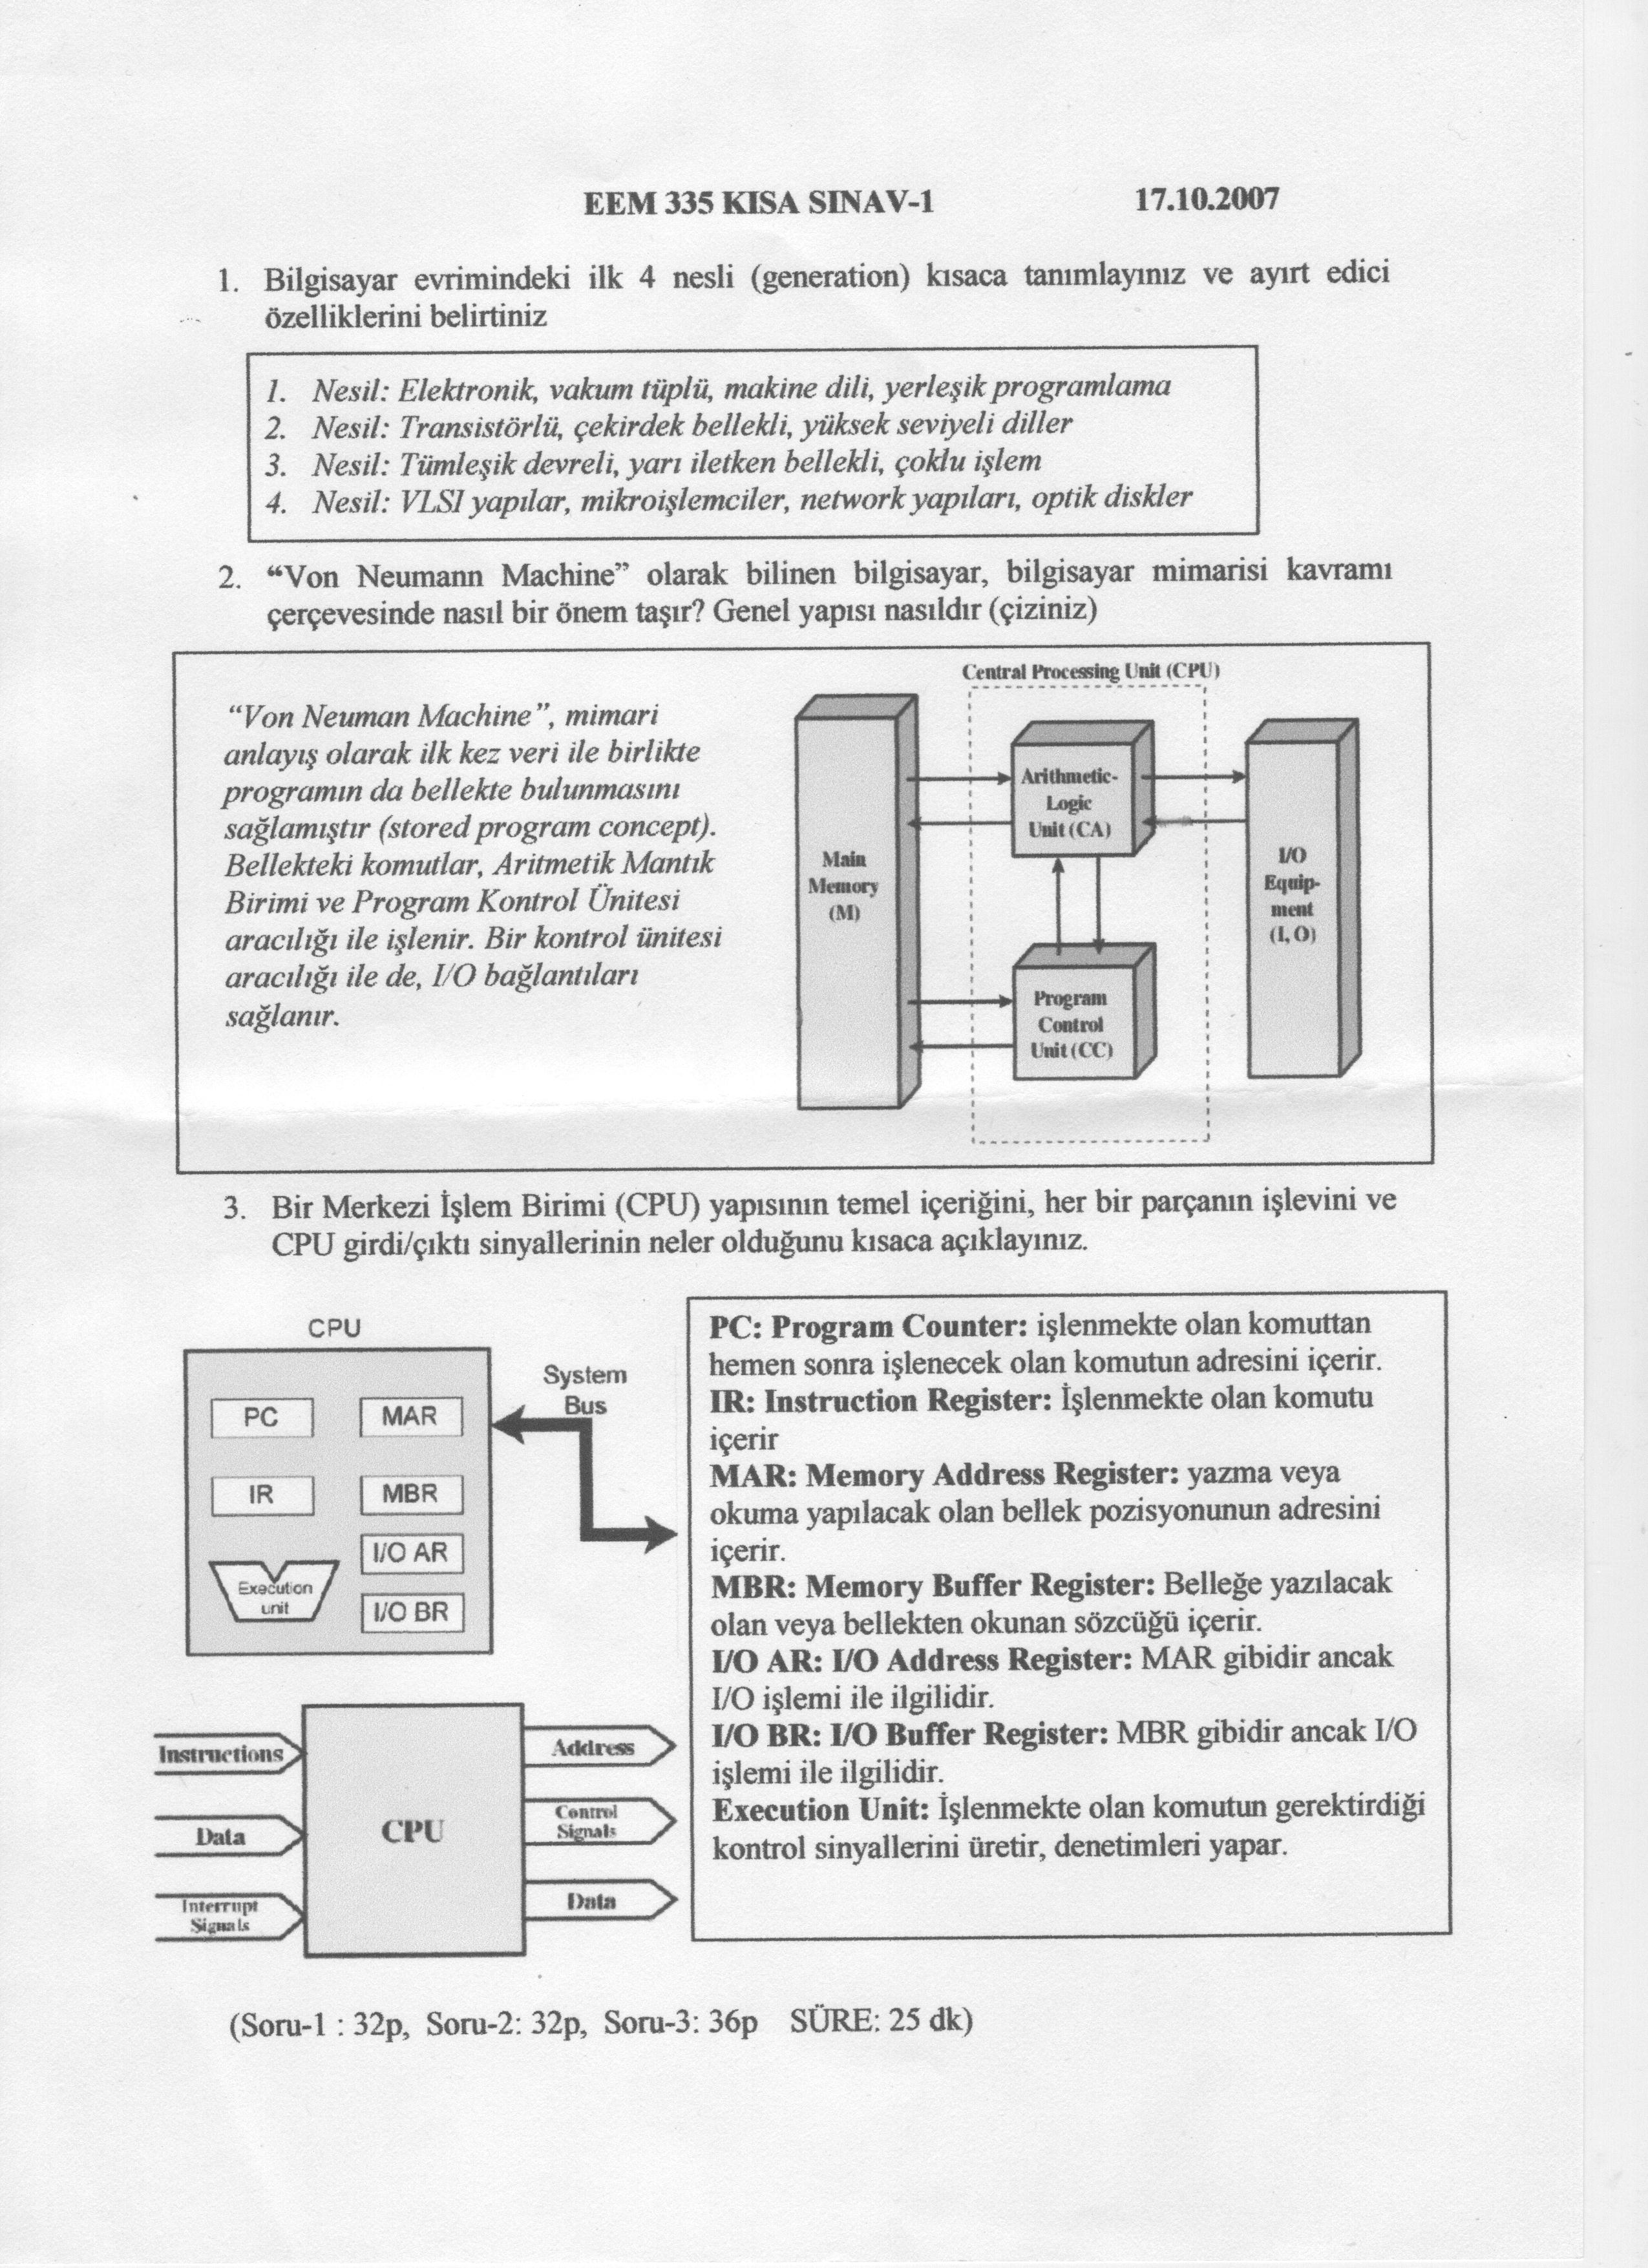 EEM 335 KISA SINAV-1 17.10.2007
1. Bilgisayar evrimindeki ilk 4 nesli (generation) kısaca tanımlayınız ve ayırt edici
özelliklerini belirtiniz
1. Nesil: Elektronik, vakum tüplü, makine dili, yerleşik programlama
2. Nesil: Transistörlü, çekirdek bellekli, yüksek seviyeli diller
3. Nesil: Tümleşik devreli, yarı iletken bellekli, çoklu işlem
4. Nesil: VLSI yapılar, mikroişlemciler, network yapıları, optik diskler
2. “Von Neumann Machine” olarak bilinen bilgisayar, bilgisayar mimarisi kavramı
çerçevesinde nasıl bir önem taşır? Genel yapısı nasıldır (çiziniz)
“Von Neuman Machine”, mimari
anlayış olarak ilk kez veri ile birlikte
programın da bellekte bulunmasını
sağlamıştır (stored program concept).
Bellekteki komutlar, Aritmetik Mantık
Birimi ve Program Kontrol Ünitesi
aracılığı ile işlenir. Bir kontrol ünitesi
aracılığı ile de, I/O bağlantıları
sağlanır.
Central Processing Unit (CPU)
Main
Memory
(M)
Arithmetic-
Logic
Unit (CA)
Program
Control
Unit (CC)
I/O
Equip-
ment
(I, O)
3. Bir Merkezi İşlem Birimi (CPU) yapısının temel içeriğini, her bir parçanın işlevini ve
CPU girdi/çıktı sinyallerinin neler olduğunu kısaca açıklayınız.
CPU
PC
MAR
IR
MBR
I/O AR
Execution
unit
I/O BR
System
Bus
Instructions
Data
Interrupt
Signals
CPU
Address
Control
Signals
Data
PC: Program Counter: işlenmekte olan komuttan
hemen sonra işlenecek olan komutun adresini içerir.
IR: Instruction Register: İşlenmekte olan komutu
içerir
MAR: Memory Address Register: yazma veya
okuma yapılacak olan bellek pozisyonunun adresini
içerir.
MBR: Memory Buffer Register: Belleğe yazılacak
olan veya bellekten okunan sözcüğü içerir.
I/O AR: I/O Address Register: MAR gibidir ancak
I/O işlemi ile ilgilidir.
I/O BR: I/O Buffer Register: MBR gibidir ancak I/O
işlemi ile ilgilidir.
Execution Unit: İşlenmekte olan komutun gerektirdiği
kontrol sinyallerini üretir, denetimleri yapar.
(Soru-1 : 32p, Soru-2: 32p, Soru-3: 36p SÜRE: 25 dk)